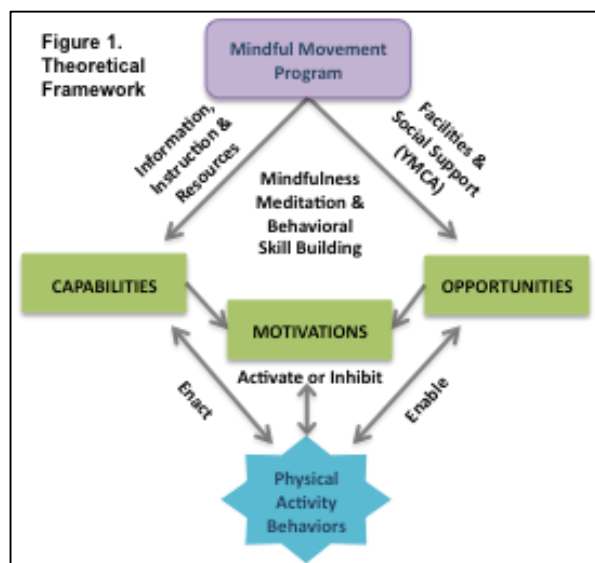 Figure 1.
Theoretical
Framework
Mindful Movement
Program
Information,
Instruction &
Resources
Facilities &
Social Support
(YMCA)
Mindfulness
Meditation &
Behavioral
Skill Building
CAPABILITIES
OPPORTUNITIES
MOTIVATIONS
Activate or Inhibit
Enact
Enable
Physical
Activity
Behaviors